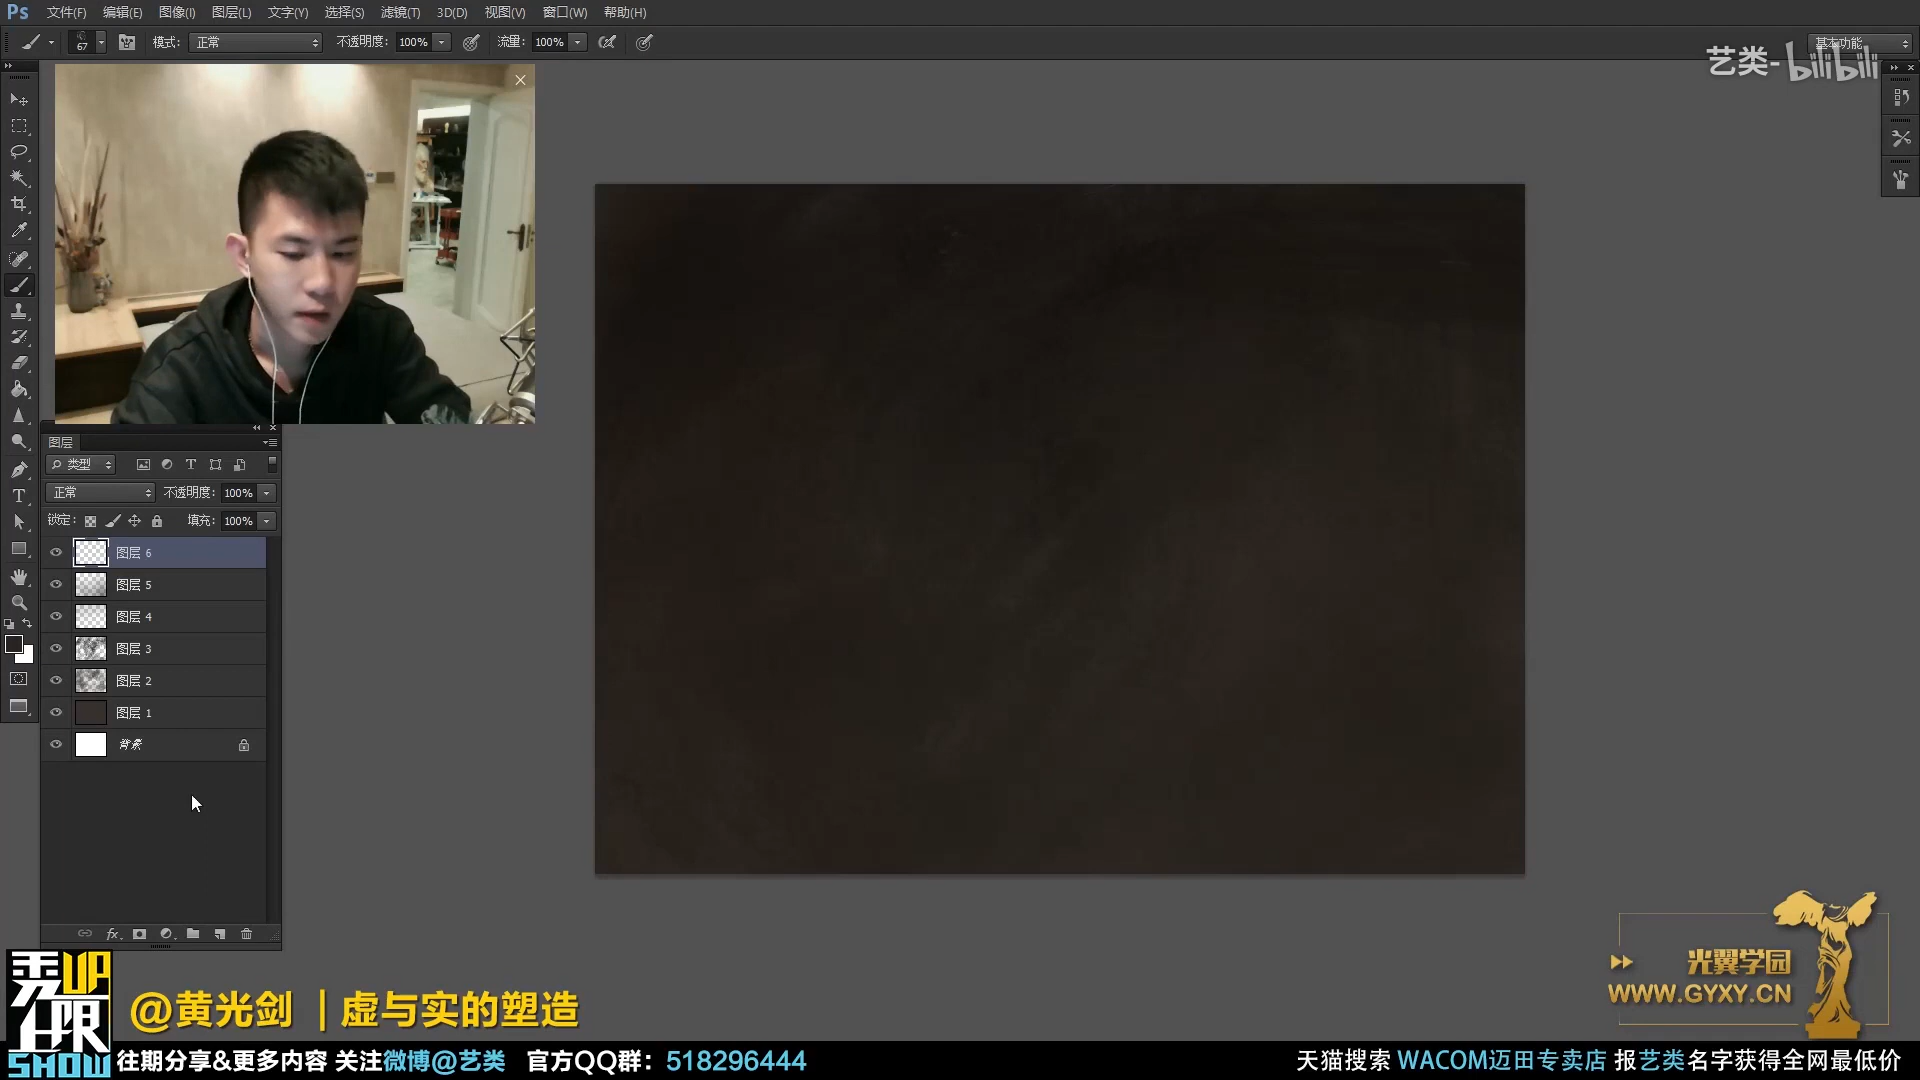 Ps 文件(F) 编辑(E) 图像(I) 图层(L) 文字(Y) 选择(S) 滤镜(T) 3D(D) 视图(V) 窗口(W) 帮助(H)
67 模式: 正常 不透明度: 100% 流量: 100% 基本功能
艺类-bilibili
图层
类型
正常 不透明度: 100%
锁定: 填充: 100%
图层 6
图层 5
图层 4
图层 3
图层 2
图层 1
背景
fx
光翼学园
WWW.GYXY.CN
UP
HR
SHOW
@黄光剑 | 虚与实的塑造
往期分享&更多内容 关注微博@艺类 官方QQ群: 518296444
天猫搜索 WACOM迈田专卖店 报艺类名字获得全网最低价